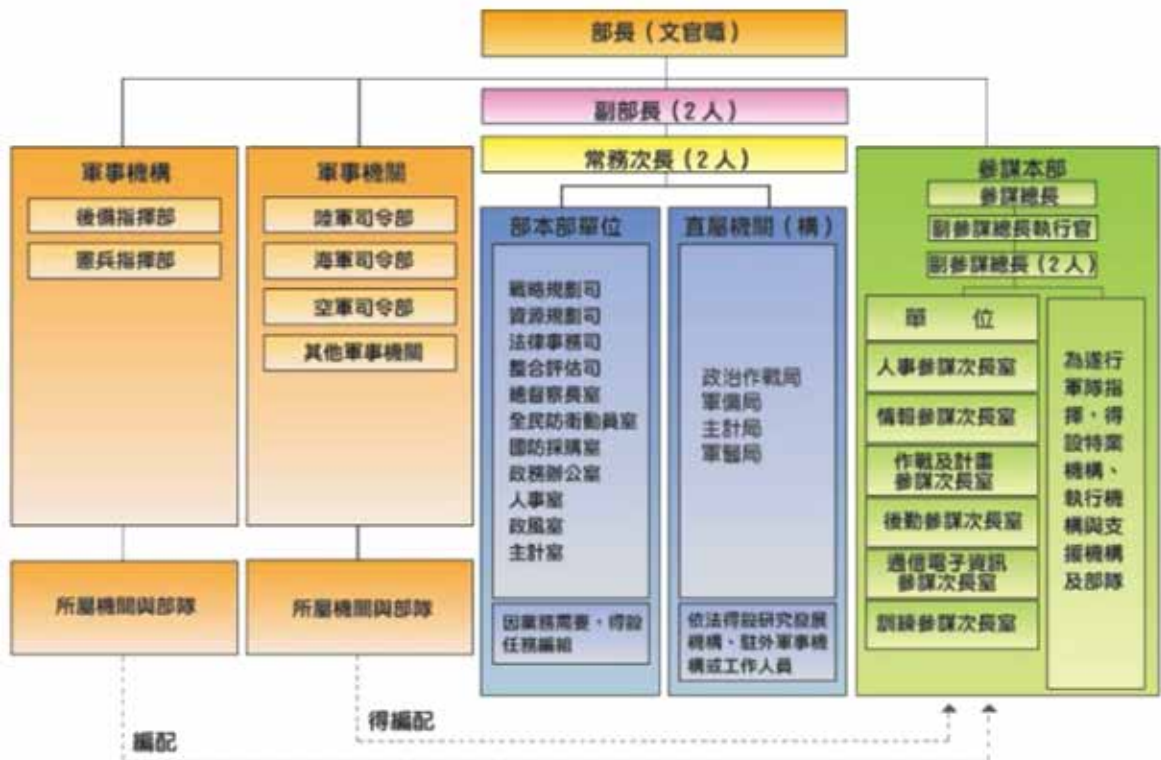 部長（文官職）
副部長（2人）
常務次長（2人）
軍事機構
後備指揮部
憲兵指揮部
所屬機關與部隊
軍事機關
陸軍司令部
海軍司令部
空軍司令部
其他軍事機關
所屬機關與部隊
部本部單位
戰略規劃司
資源規劃司
法律事務司
整合評估司
總督察長室
全民防衛動員室
國防採購室
政務辦公室
人事室
政風室
主計室
因業務需要，得設
任務編組
直屬機關（構）
政治作戰局
軍備局
主計局
軍醫局
依法得設研究發展
機構、駐外軍事機
構或工作人員
參謀本部
參謀總長
副參謀總長執行官
副參謀總長（2人）
單　位
人事參謀次長室
情報參謀次長室
作戰及計畫
參謀次長室
後勤參謀次長室
通信電子資訊
參謀次長室
訓練參謀次長室
為遂行
軍隊指
揮，得
設特業
機構、
執行機
構與支
援機構
及部隊
得編配
編配